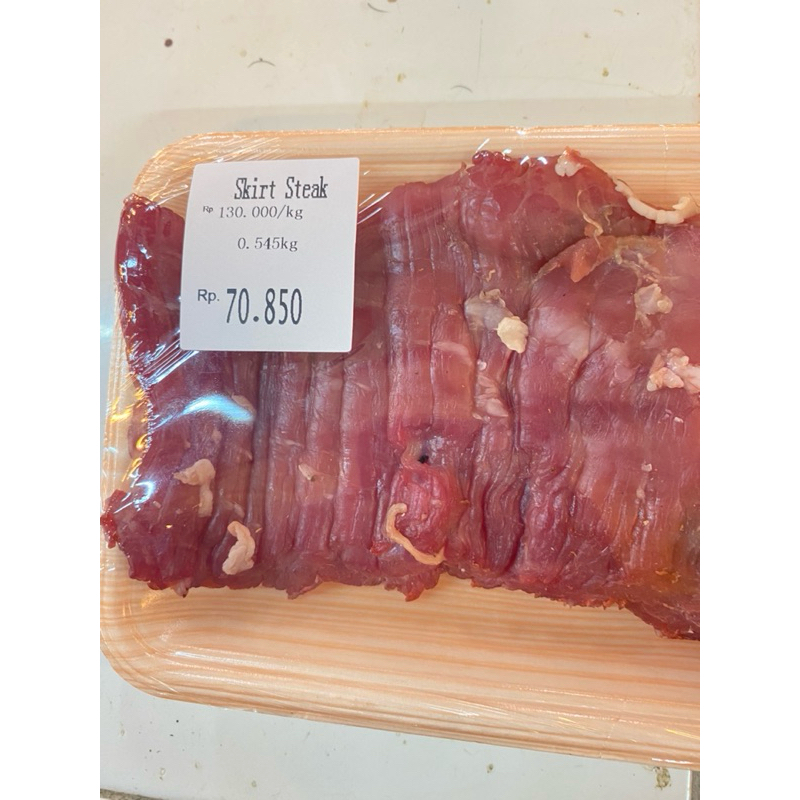 Skirt Steak
Rp 130.000/kg
0.545kg
Rp. 70.850